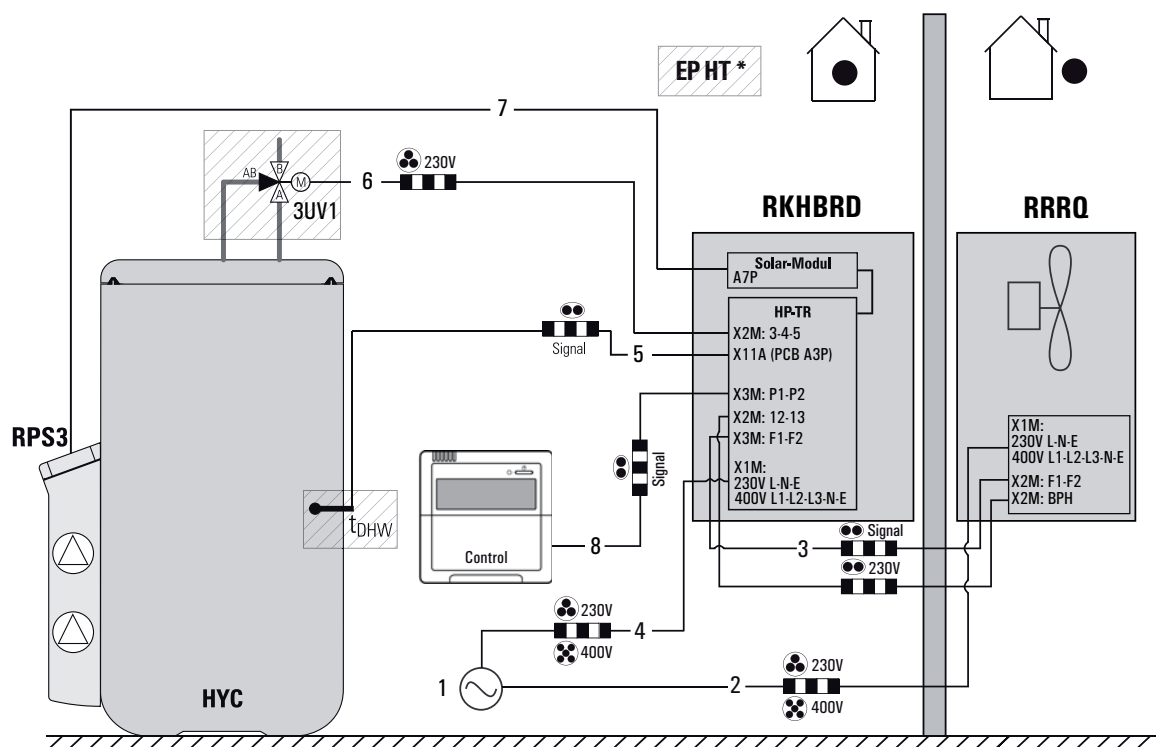 EP HT *
7
230V
AB
B
M
A
6
3UV1
RKHBRD
RRRQ
Solar-Modul
A7P
HP-TR
X2M: 3-4-5
X11A (PCB A3P)
X3M: P1-P2
X2M: 12-13
X3M: F1-F2
X1M:
230V L-N-E
400V L1-L2-L3-N-E
X1M:
230V L-N-E
400V L1-L2-L3-N-E
X2M: F1-F2
X2M: BPH
Signal
5
RPS3
Signal
tDHW
Control
8
Signal
3
230V
230V
4
400V
1
2
230V
400V
HYC